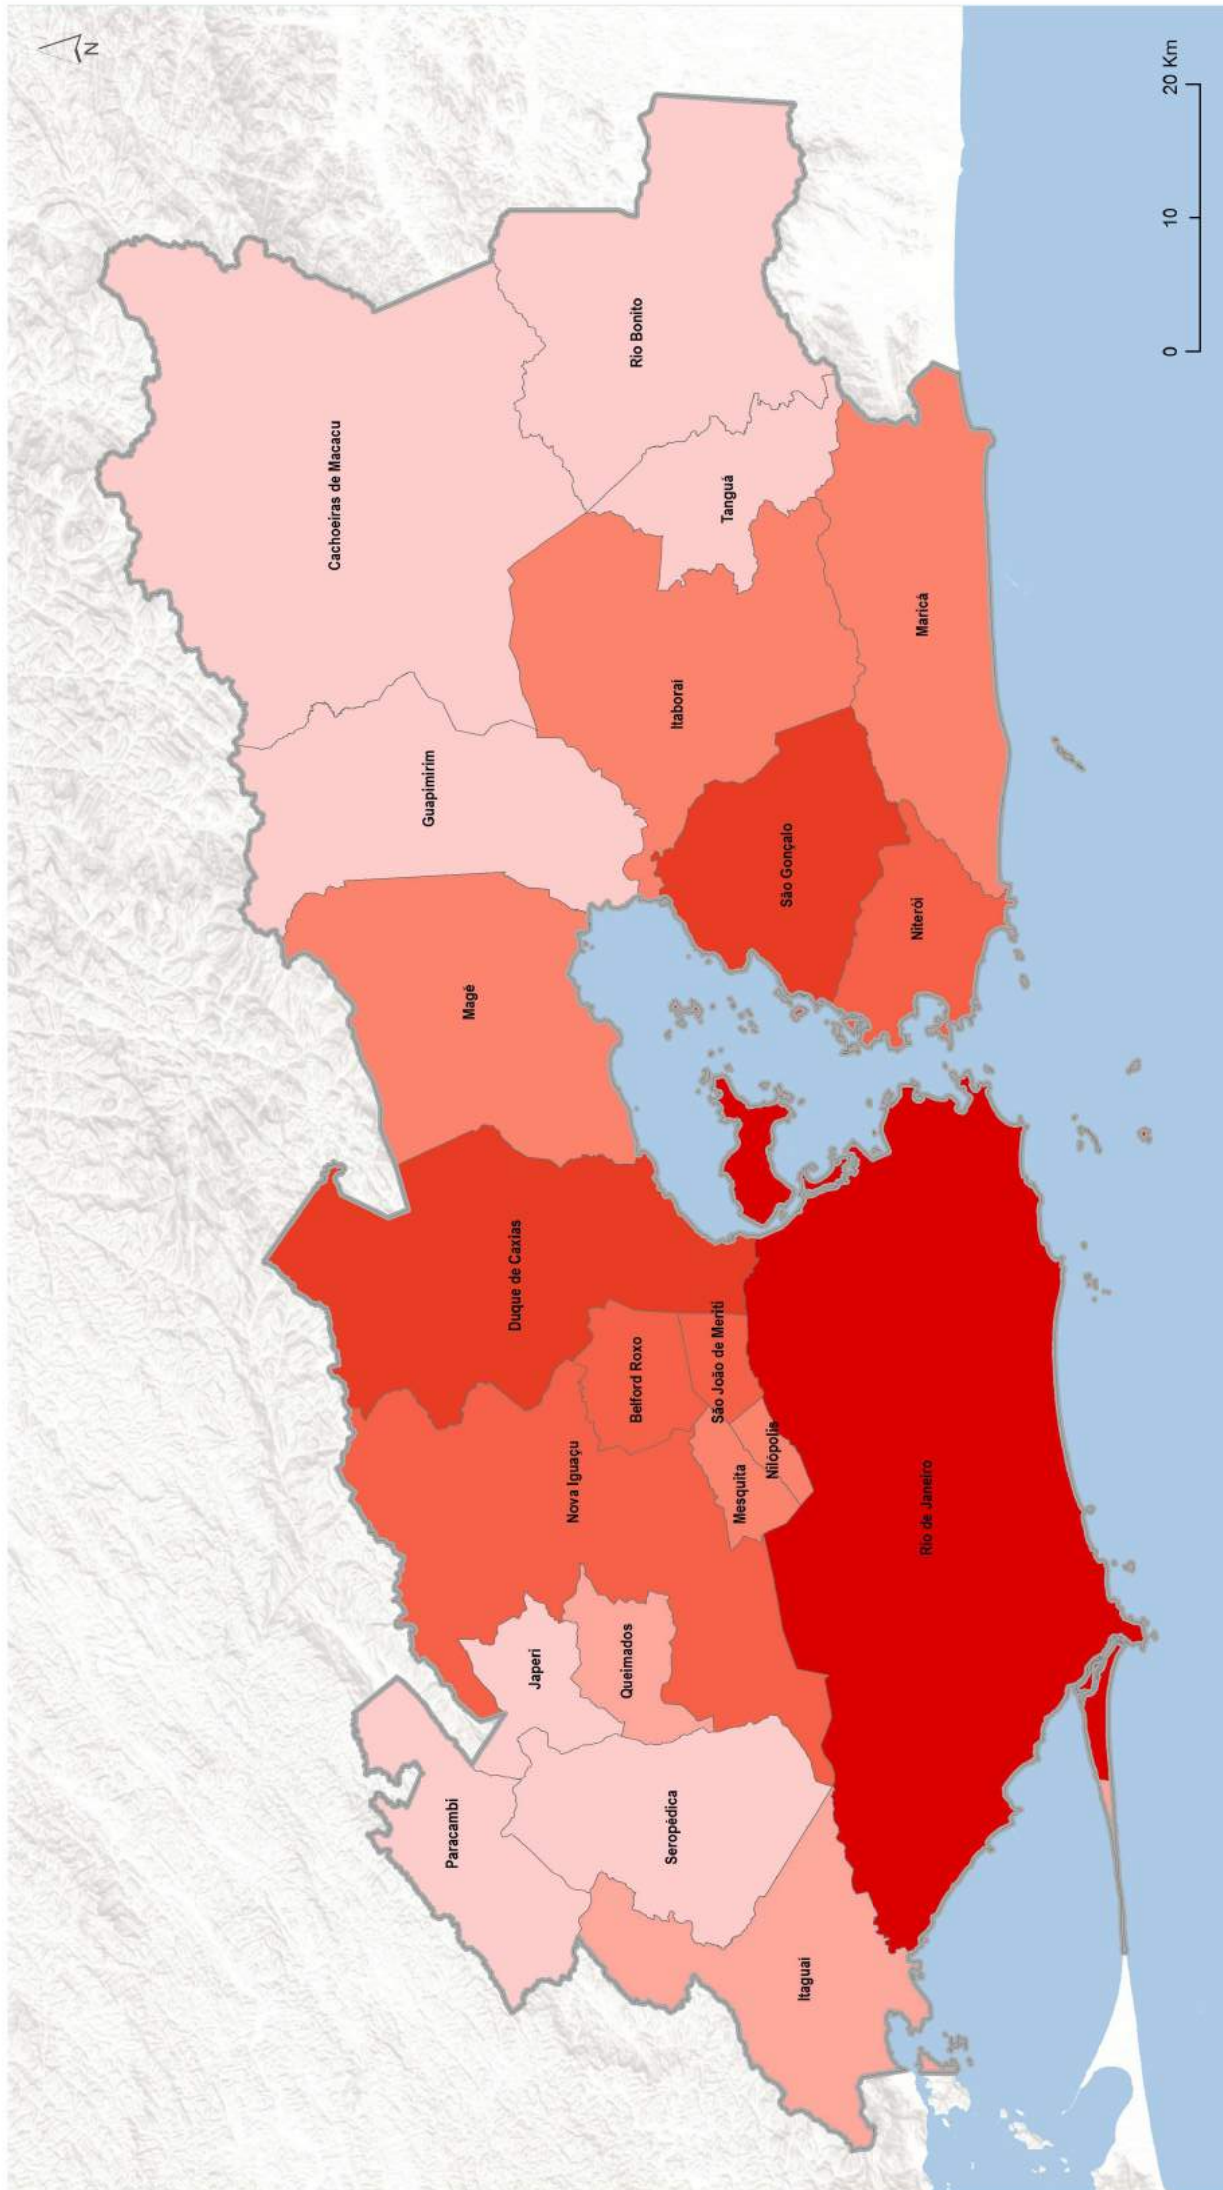 N
Cachoeiras de Macacu
Rio Bonito
Guapimirim
Tanguá
Magé
Itaboraí
Maricá
São Gonçalo
Niterói
Duque de Caxias
Belford Roxo
São João de Meriti
Nova Iguaçu
Nilópolis
Mesquita
Rio de Janeiro
Japeri
Queimados
Paracambi
Seropédica
Itaguaí
0 10 20 Km